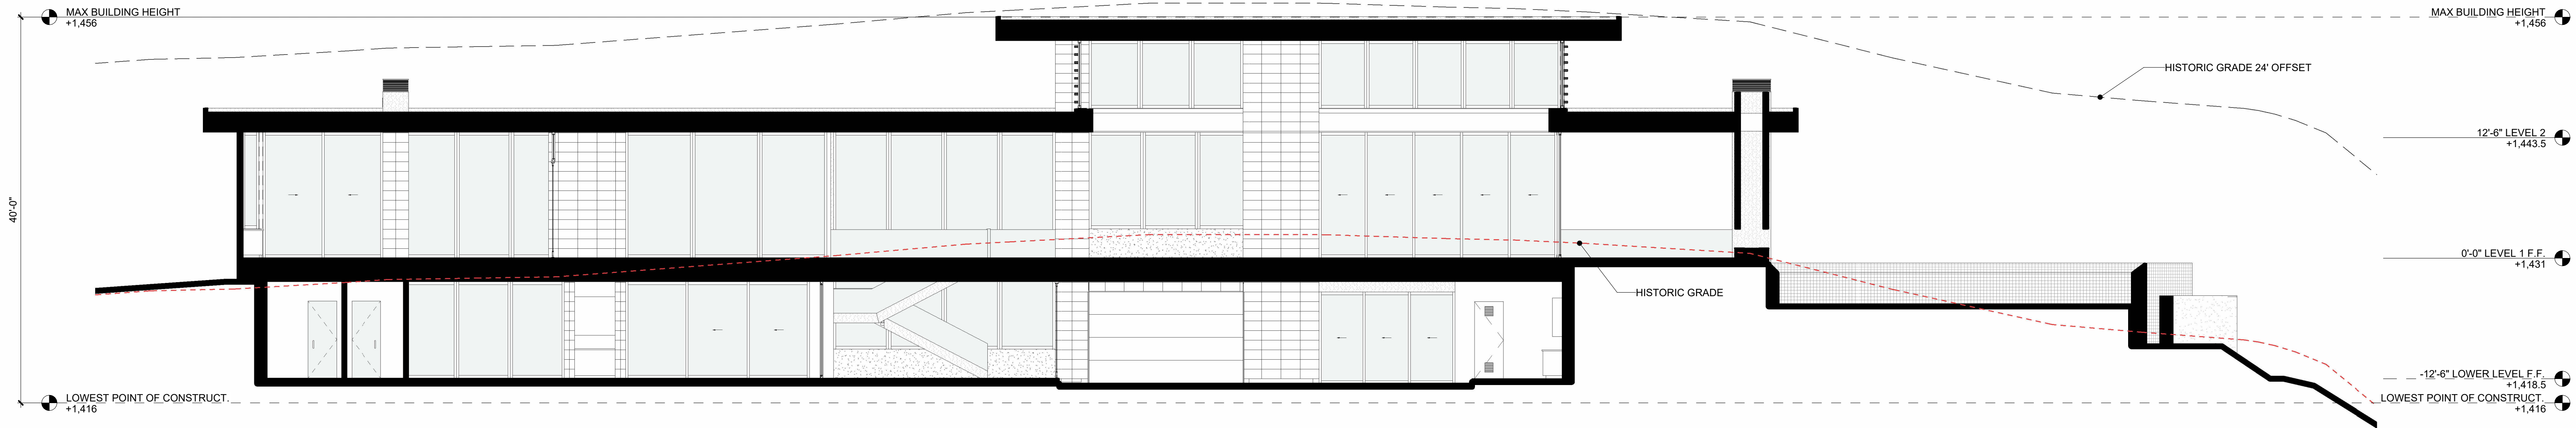 MAX BUILDING HEIGHT
+1,456
MAX BUILDING HEIGHT
+1,456
HISTORIC GRADE 24' OFFSET
12'-6" LEVEL 2
+1,443.5
40'-0"
0'-0" LEVEL 1 F.F.
+1,431
HISTORIC GRADE
-12'-6" LOWER LEVEL F.F.
+1,418.5
LOWEST POINT OF CONSTRUCT.
+1,416
LOWEST POINT OF CONSTRUCT.
+1,416